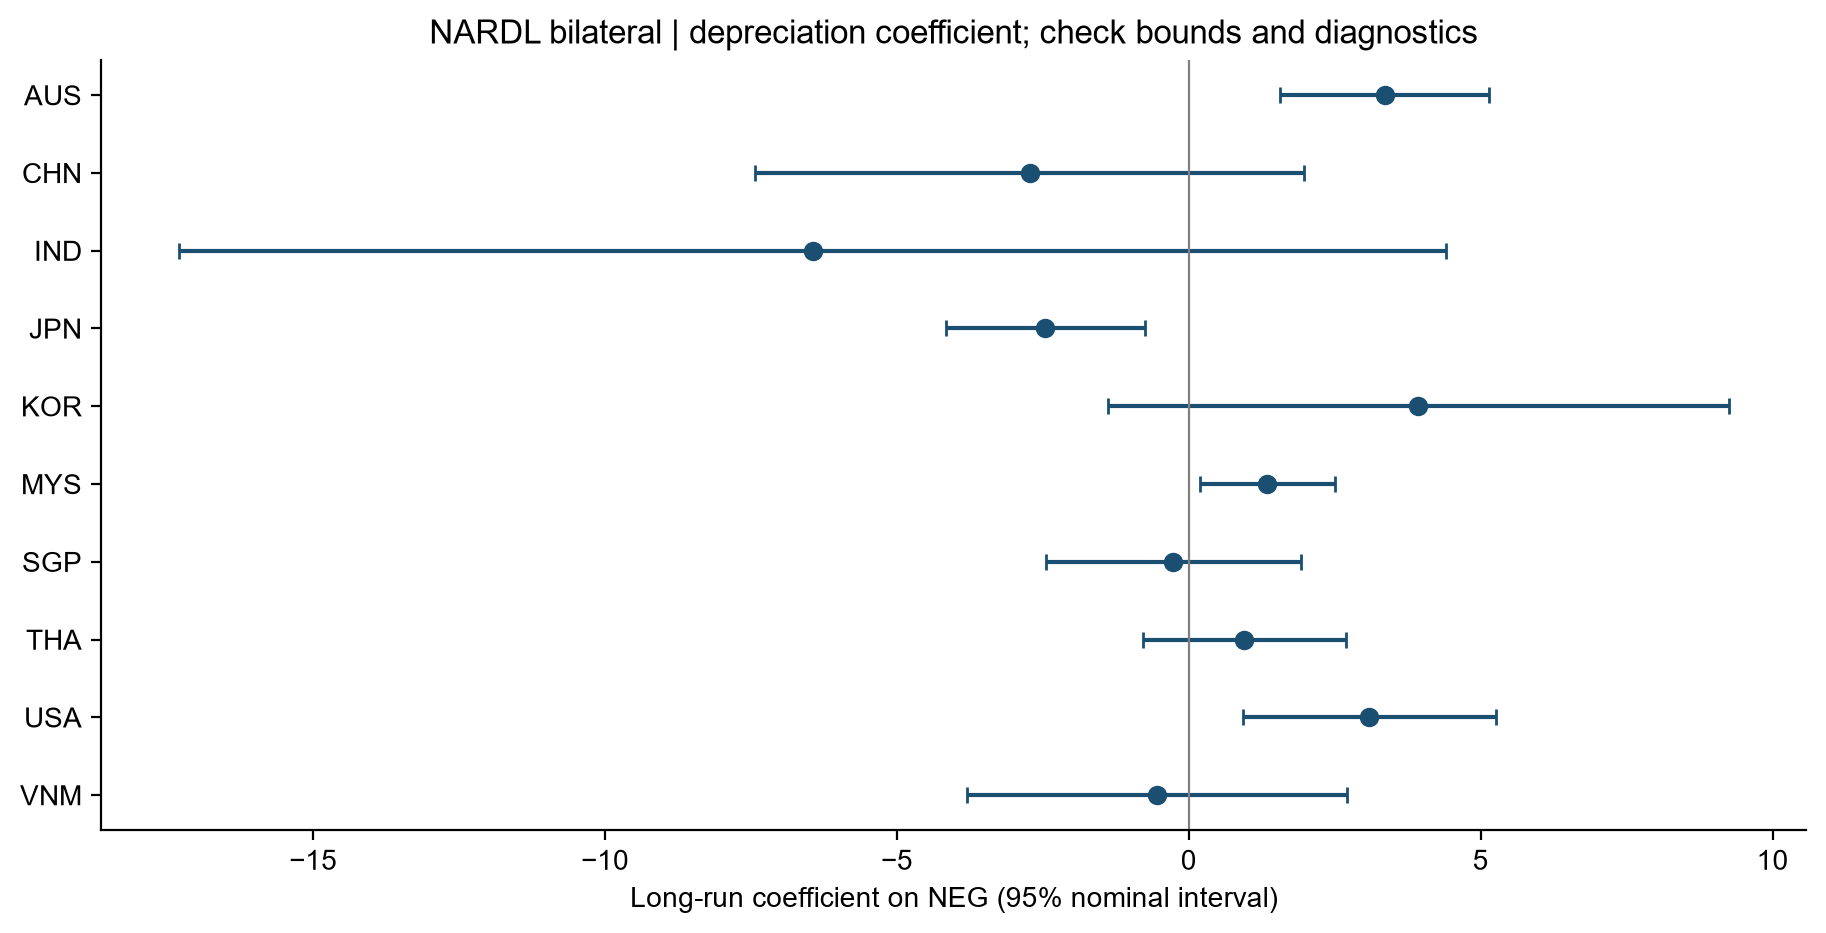 NARDL bilateral | depreciation coefficient; check bounds and diagnostics
AUS
CHN
IND
JPN
KOR
MYS
SGP
THA
USA
VNM
−15 −10 −5 0 5 10
Long-run coefficient on NEG (95% nominal interval)